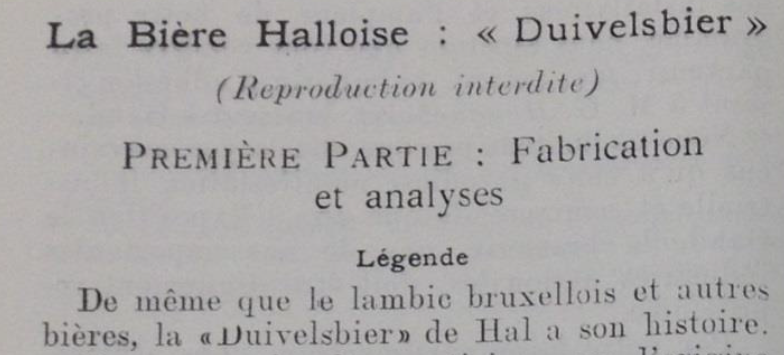 La Bière Halloise : « Duivelsbier »
(Reproduction interdite)
PREMIÈRE PARTIE : Fabrication
et analyses
Légende
De même que le lambic bruxellois et autres
bières, la «Duivelsbier» de Hal a son histoire.